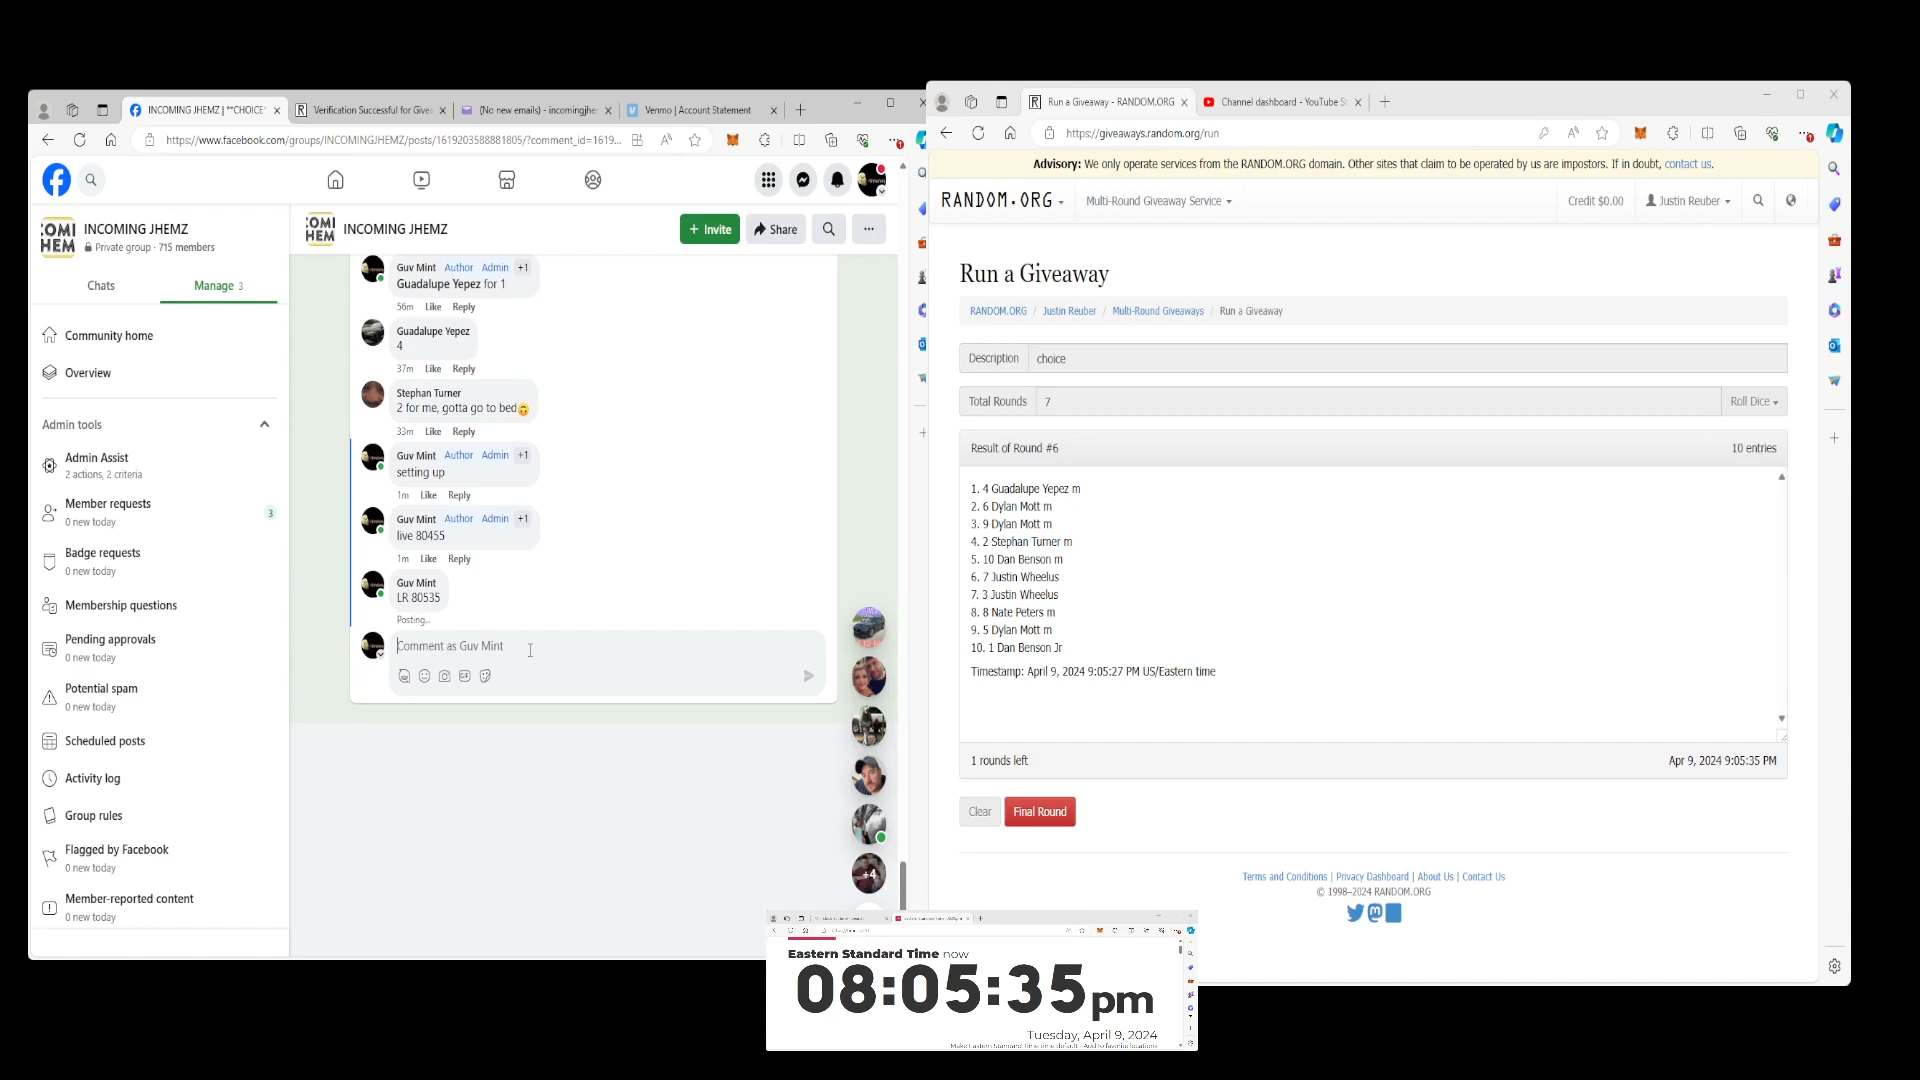 INCOMING JHEMZ | **CHOICE*
Verification Successful for Give
(No new emails) - incomingjhe
Venmo | Account Statement
https://www.facebook.com/groups/INCOMINGJHEMZ/posts/1619203588881805/?comment_id=1619...
INCOMING JHEMZ
Private group · 715 members
Chats
Manage 3
Community home
Overview
Admin tools
Admin Assist
2 actions, 2 criteria
Member requests
0 new today
3
Badge requests
0 new today
Membership questions
Pending approvals
0 new today
Potential spam
0 new today
Scheduled posts
Activity log
Group rules
Flagged by Facebook
0 new today
Member-reported content
0 new today
INCOMING JHEMZ
+ Invite
Share
Guv Mint Author Admin +1
Guadalupe Yepez for 1
56m Like Reply
Guadalupe Yepez
4
37m Like Reply
Stephan Turner
2 for me, gotta go to bed
33m Like Reply
Guv Mint Author Admin +1
setting up
1m Like Reply
Guv Mint Author Admin +1
live 80455
1m Like Reply
Guv Mint
LR 80535
Posting...
Comment as Guv Mint
+4
Run a Giveaway - RANDOM.ORG
Channel dashboard - YouTube St
https://giveaways.random.org/run
Advisory: We only operate services from the RANDOM.ORG domain. Other sites that claim to be operated by us are impostors. If in doubt, contact us.
RANDOM.ORG
Multi-Round Giveaway Service
Credit $0.00
Justin Reuber
Run a Giveaway
RANDOM.ORG / Justin Reuber / Multi-Round Giveaways / Run a Giveaway
Description choice
Total Rounds 7 Roll Dice
Result of Round #6 10 entries
1. 4 Guadalupe Yepez m
2. 6 Dylan Mott m
3. 9 Dylan Mott m
4. 2 Stephan Turner m
5. 10 Dan Benson m
6. 7 Justin Wheelus
7. 3 Justin Wheelus
8. 8 Nate Peters m
9. 5 Dylan Mott m
10. 1 Dan Benson Jr
Timestamp: April 9, 2024 9:05:27 PM US/Eastern time
1 rounds left Apr 9, 2024 9:05:35 PM
Clear Final Round
Terms and Conditions | Privacy Dashboard | About Us | Contact Us
© 1998–2024 RANDOM.ORG
Eastern Standard Time now
08:05:35 pm
Tuesday, April 9, 2024
Make Eastern Standard Time time default - Add to favorite locations